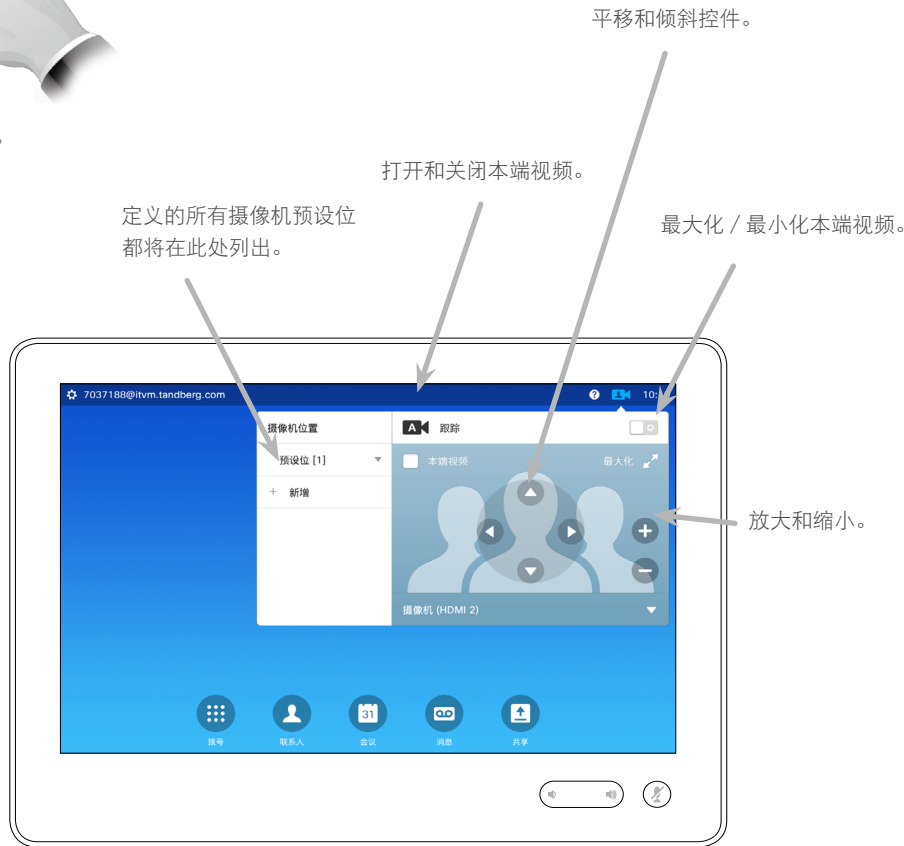 平移和倾斜控件。
打开和关闭本端视频。
定义的所有摄像机预设位
都将在此处列出。
最大化 / 最小化本端视频。
7037188@itvm.tandberg.com
?
10:
摄像机位置
A
跟踪
预设位 [1]
本端视频
最大化
+ 新增
放大和缩小。
摄像机 (HDMI 2)
31
拨号
联系人
会议
消息
共享